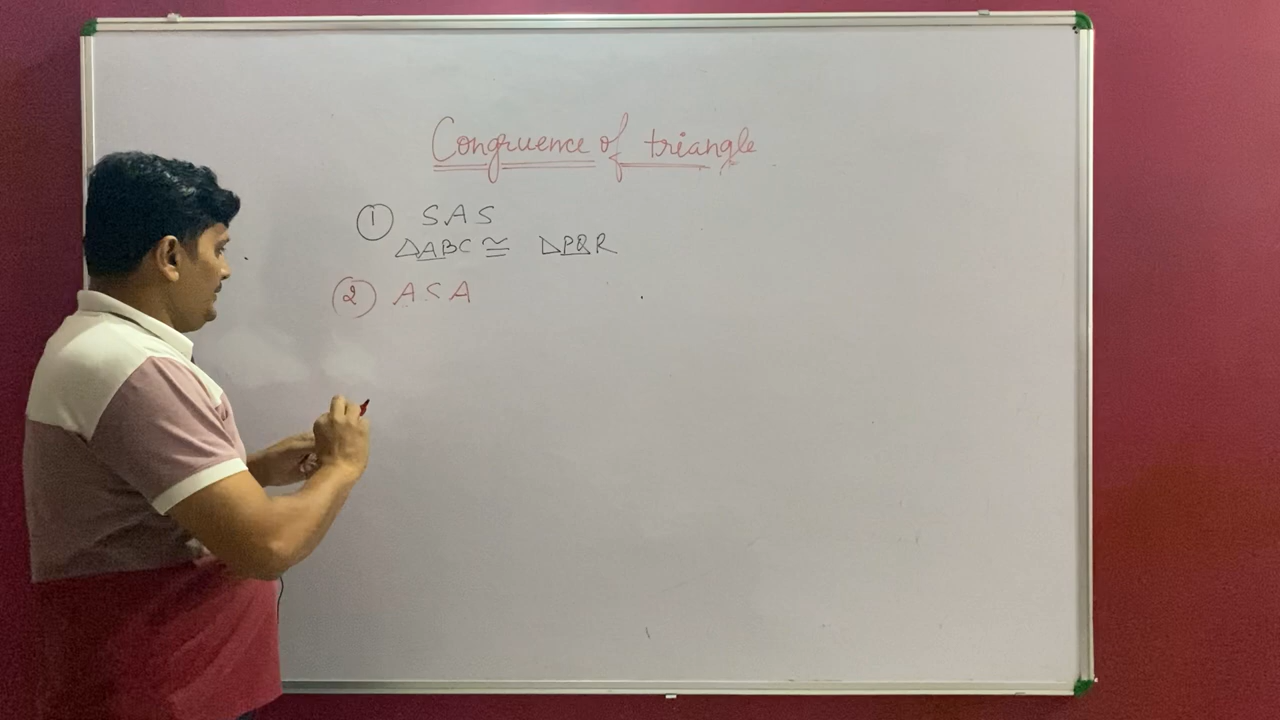 Congruence of triangle
① SAS
△ABC ≅ △PQR
② ASA